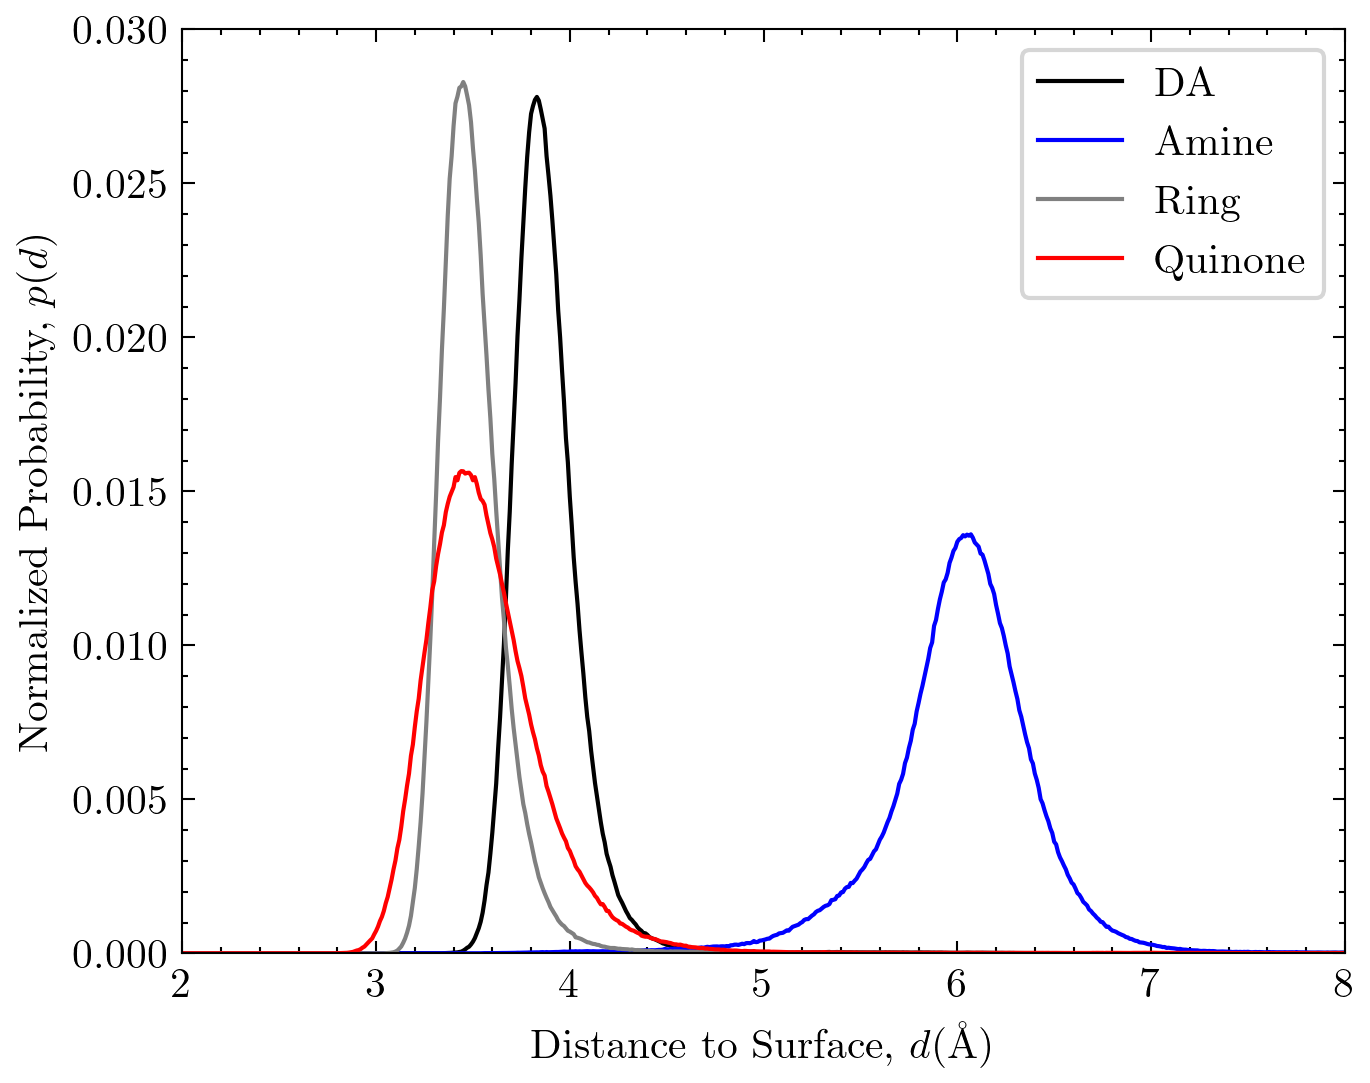 0.030
0.025
0.020
0.015
0.010
0.005
0.000
Normalized Probability, p(d)
DA
Amine
Ring
Quinone
2 3 4 5 6 7 8
Distance to Surface, d(Å)